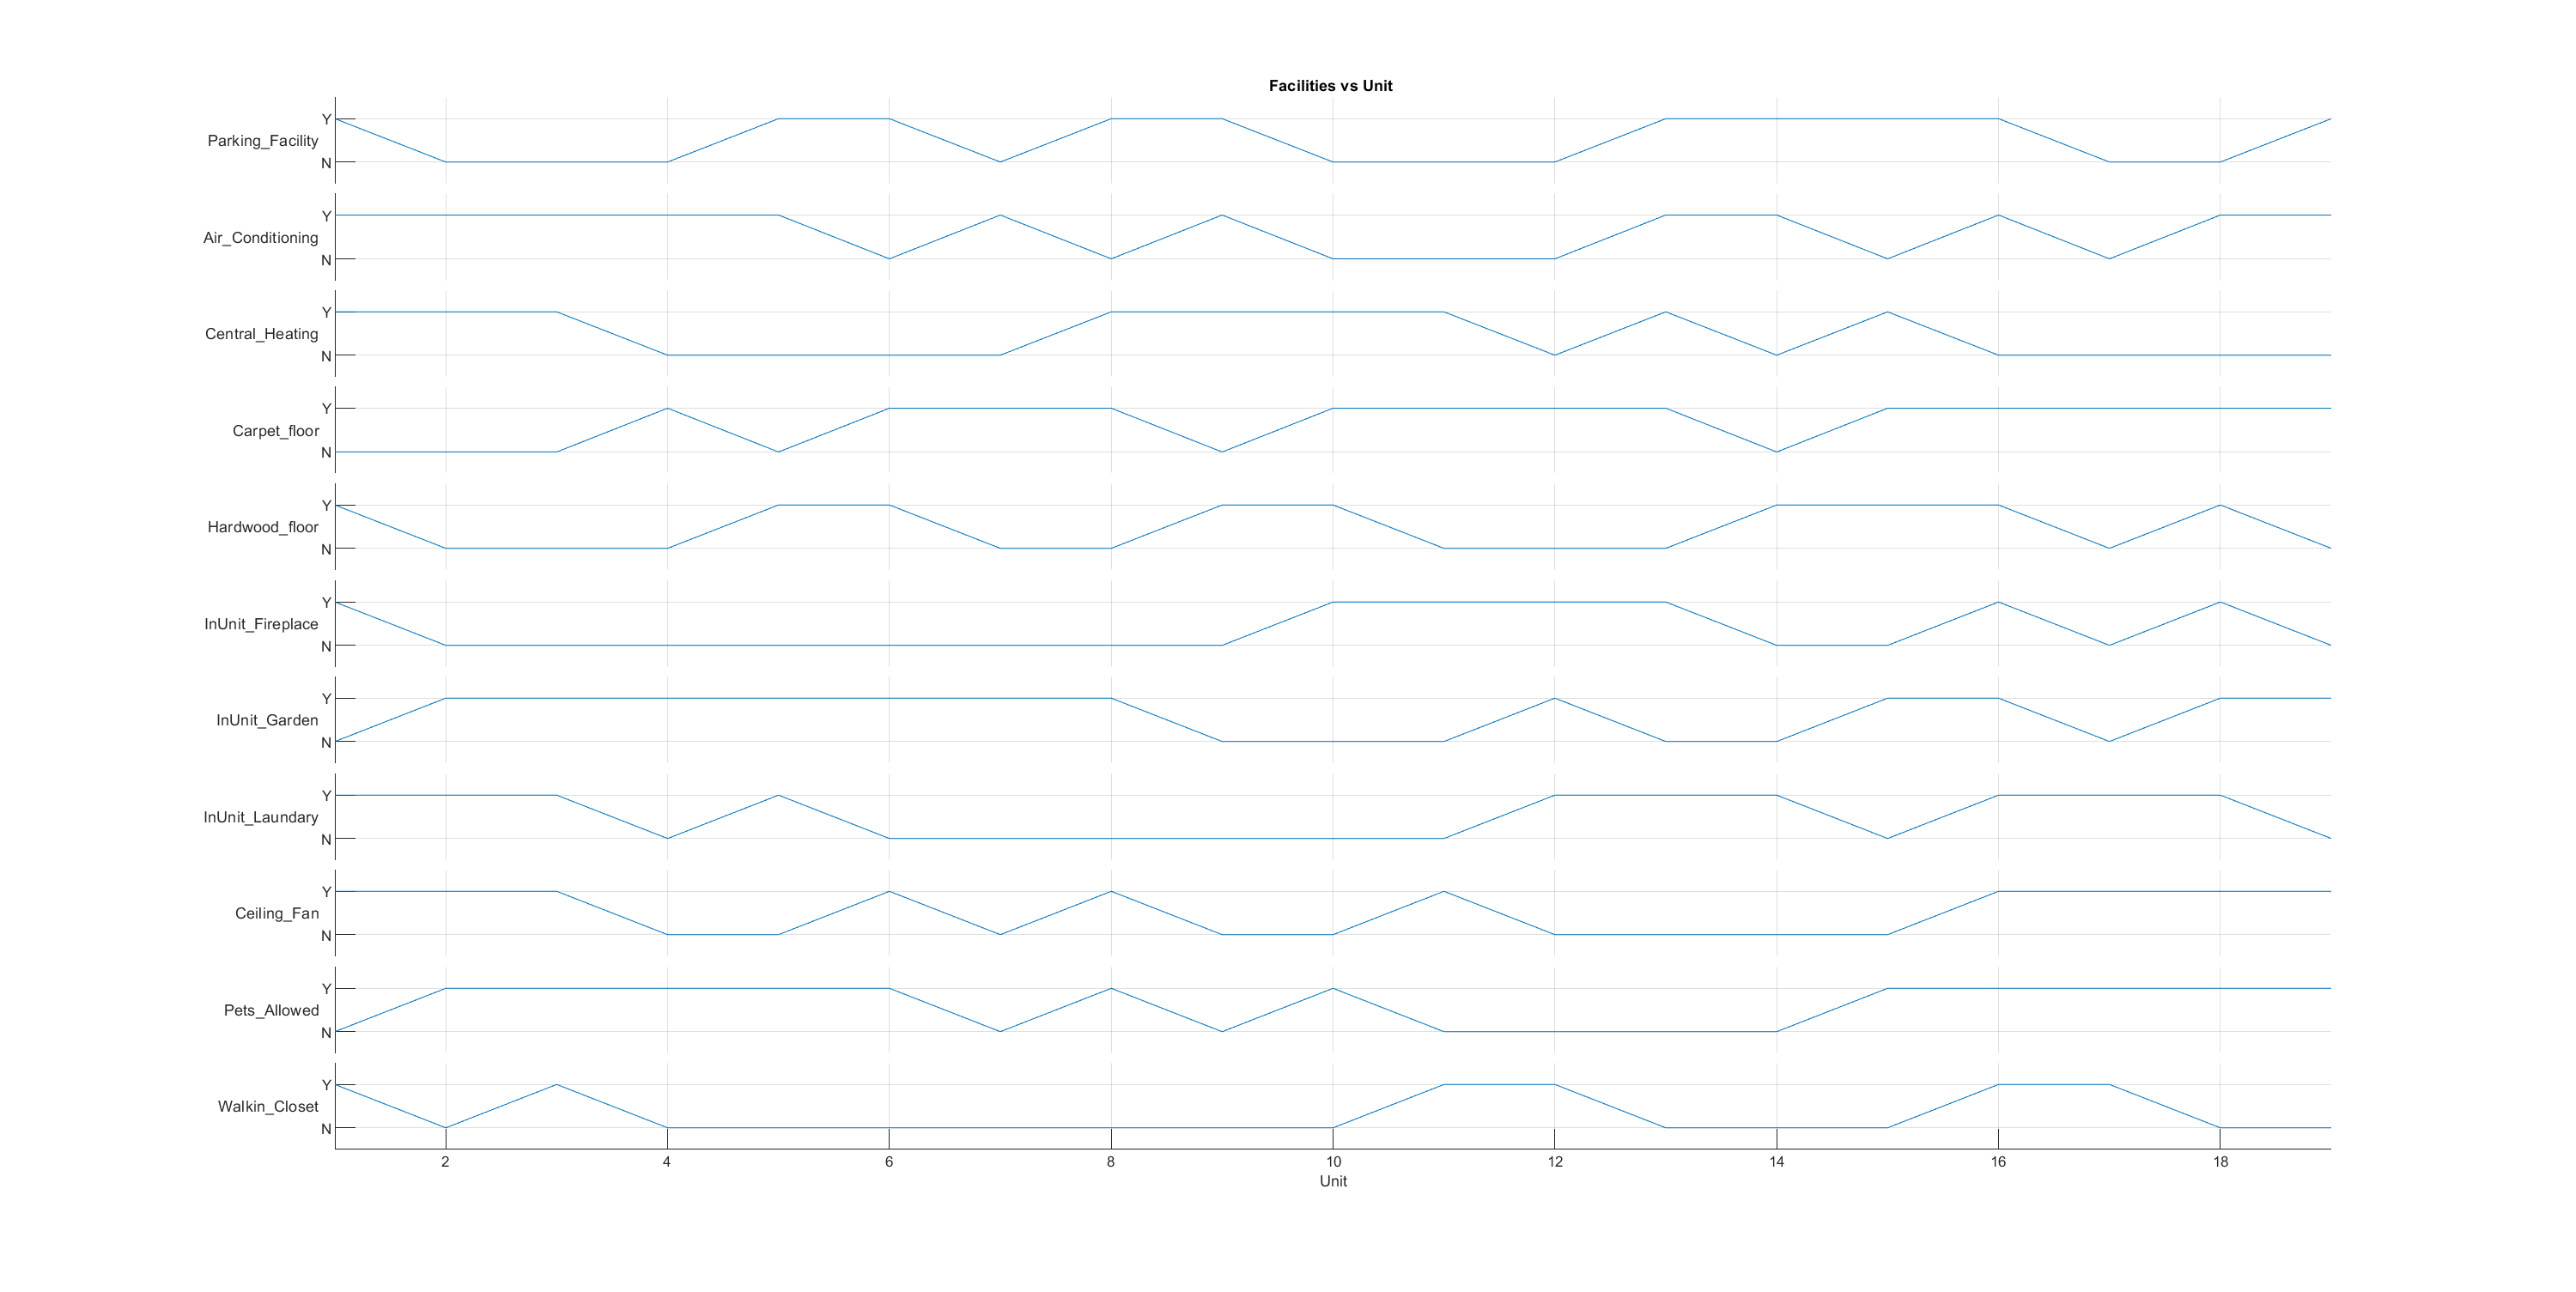 Facilities vs Unit
Y
Parking_Facility
N
Y
Air_Conditioning
N
Y
Central_Heating
N
Y
Carpet_floor
N
Y
Hardwood_floor
N
Y
InUnit_Fireplace
N
Y
InUnit_Garden
N
Y
InUnit_Laundary
N
Y
Ceiling_Fan
N
Y
Pets_Allowed
N
Y
Walkin_Closet
N
2 4 6 8 10 12 14 16 18
Unit